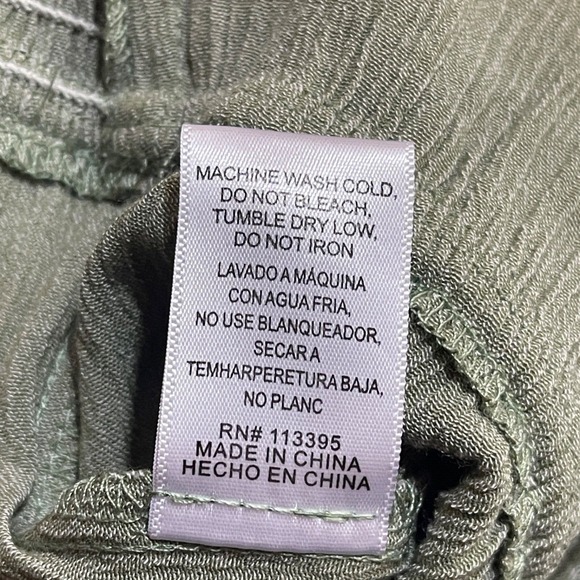 MACHINE WASH COLD,
DO NOT BLEACH,
TUMBLE DRY LOW,
DO NOT IRON
LAVADO A MÁQUINA
CON AGUA FRIA,
NO USE BLANQUEADOR,
SECAR A
TEMHARPERETURA BAJA,
NO PLANC
RN# 113395
MADE IN CHINA
HECHO EN CHINA